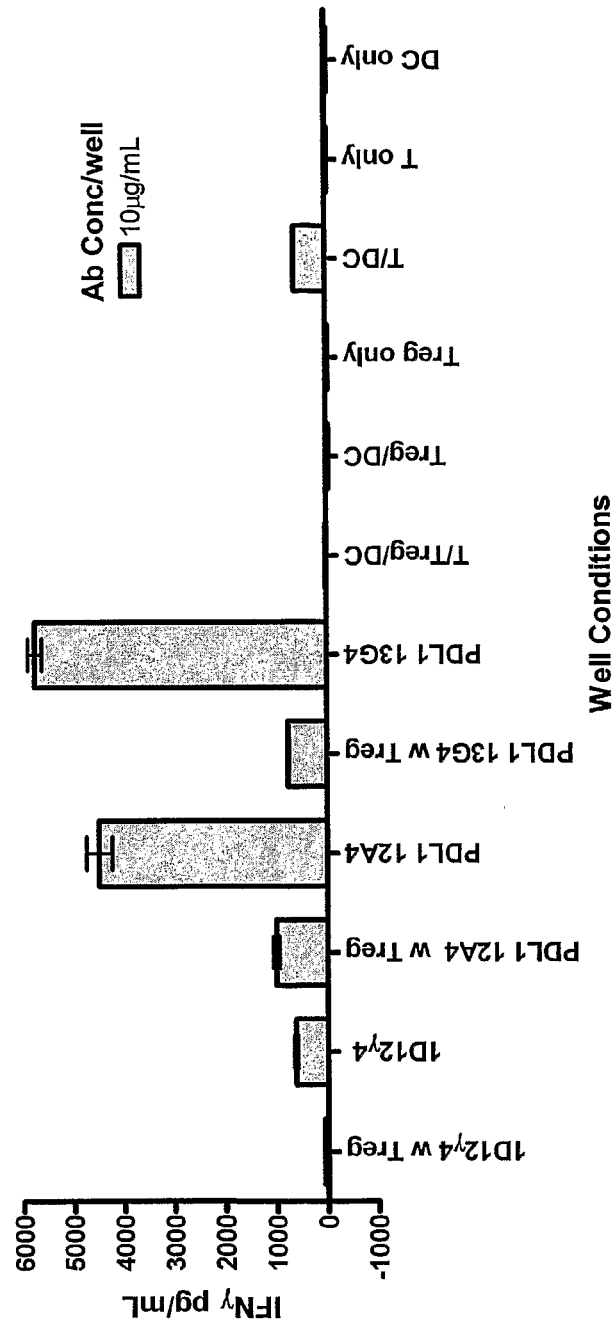 IFNγ pg/mL
6000
5000
4000
3000
2000
1000
0
-1000
Ab Conc/well
10µg/mL
1D12γ4 w Treg
1D12γ4
PDL1 12A4 w Treg
PDL1 12A4
PDL1 13G4 w Treg
PDL1 13G4
T/Treg/DC
Treg/DC
Treg only
T/DC
T only
DC only
Well Conditions